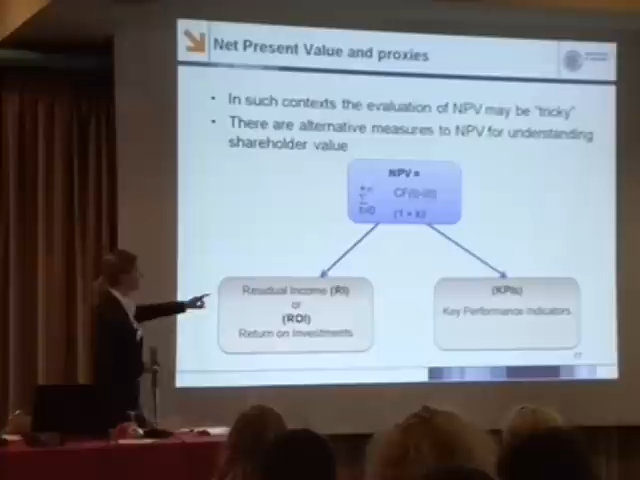 Net Present Value and proxies
• In such contexts the evaluation of NPV may be "tricky"
• There are alternative measures to NPV for understanding
shareholder value
NPV =
(1 + k)
Residual Income (RI)
or
(ROI)
Return on Investments
(KPIs)
Key Performance Indicators